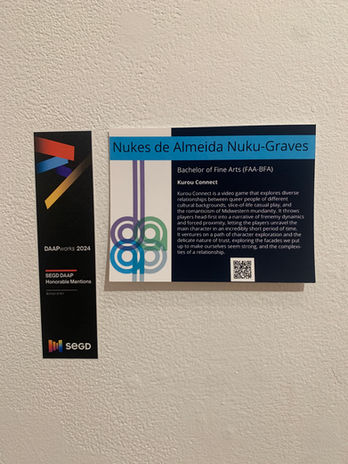 Nukes de Almeida Nuku-Graves
Bachelor of Fine Arts (FAA-BFA)
Kurou Connect
Kurou Connect is a video game that explores diverse
relationships between queer people of different
cultural backgrounds, slice-of-life casual play, and
the romanticism of Midwestern mundanity. It throws
players head-first into a narrative of frenemy dynamics
and forced proximity, letting the players unravel the
main character in an incredibly short period of time.
It ventures on a path of character exploration and the
delicate nature of trust, exploring the facades we put
up to make ourselves seem strong, and the complexi-
ties of a relationship.
DAAPworks 2024
SEGD DAAP
Honorable Mentions
SEGD